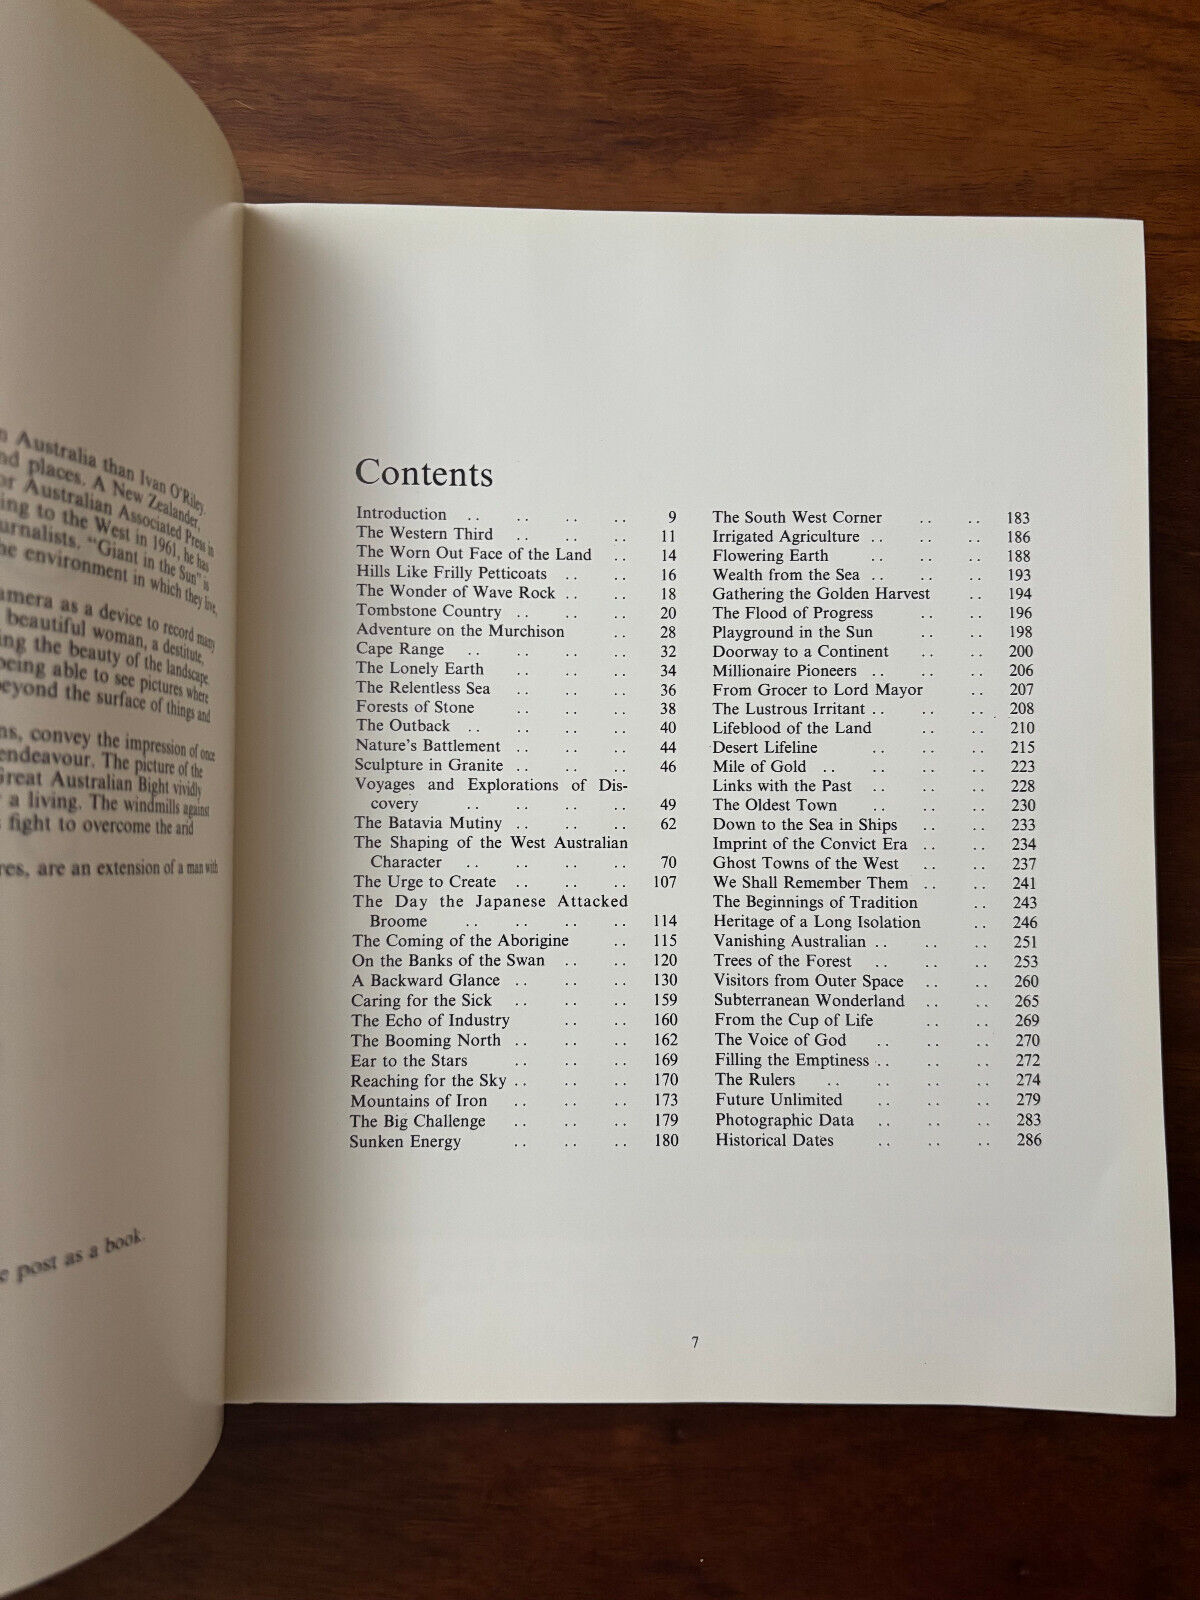 Australia than Ivan O'Riley.
places. A New Zealander,
Australian Associated Press in
to the West in 1961, he has
"Giant in the Sun" is
environment in which they live,
as a device to record many
beautiful woman, a destitute,
the beauty of the landscape
being able to see pictures where
beyond the surface of things and
convey the impression of once
endeavour. The picture of the
Great Australian Bight vividly
a living. The windmills against
fight to overcome the arid
are an extension of a man with
post as a book.
Contents
Introduction .. .. .. .. 9
The Western Third .. .. .. 11
The Worn Out Face of the Land .. 14
Hills Like Frilly Petticoats .. .. 16
The Wonder of Wave Rock .. .. 18
Tombstone Country .. .. .. 20
Adventure on the Murchison .. 28
Cape Range .. .. .. .. 32
The Lonely Earth .. .. .. 34
The Relentless Sea .. .. .. 36
Forests of Stone .. .. .. 38
The Outback .. .. .. .. 40
Nature's Battlement .. .. .. 44
Sculpture in Granite .. .. .. 46
Voyages and Explorations of Dis-
covery .. .. .. .. 49
The Batavia Mutiny .. .. .. 62
The Shaping of the West Australian
Character .. .. .. .. 70
The Urge to Create .. .. .. 107
The Day the Japanese Attacked
Broome .. .. .. .. 114
The Coming of the Aborigine .. 115
On the Banks of the Swan .. .. 120
A Backward Glance .. .. .. 130
Caring for the Sick .. .. .. 159
The Echo of Industry .. .. 160
The Booming North .. .. .. 162
Ear to the Stars .. .. .. 169
Reaching for the Sky .. .. .. 170
Mountains of Iron .. .. .. 173
The Big Challenge .. .. .. 179
Sunken Energy .. .. .. 180
The South West Corner .. .. 183
Irrigated Agriculture .. .. .. 186
Flowering Earth .. .. .. 188
Wealth from the Sea .. .. .. 193
Gathering the Golden Harvest .. 194
The Flood of Progress .. .. 196
Playground in the Sun .. .. 198
Doorway to a Continent .. .. 200
Millionaire Pioneers .. .. .. 206
From Grocer to Lord Mayor .. 207
The Lustrous Irritant .. .. .. 208
Lifeblood of the Land .. .. 210
Desert Lifeline .. .. .. 215
Mile of Gold .. .. .. .. 223
Links with the Past .. .. .. 228
The Oldest Town .. .. .. 230
Down to the Sea in Ships .. .. 233
Imprint of the Convict Era .. .. 234
Ghost Towns of the West .. .. 237
We Shall Remember Them .. .. 241
The Beginnings of Tradition .. 243
Heritage of a Long Isolation .. 246
Vanishing Australian .. .. .. 251
Trees of the Forest .. .. .. 253
Visitors from Outer Space .. .. 260
Subterranean Wonderland .. .. 265
From the Cup of Life .. .. 269
The Voice of God .. .. .. 270
Filling the Emptiness .. .. .. 272
The Rulers .. .. .. .. 274
Future Unlimited .. .. .. 279
Photographic Data .. .. .. 283
Historical Dates .. .. .. 286
7